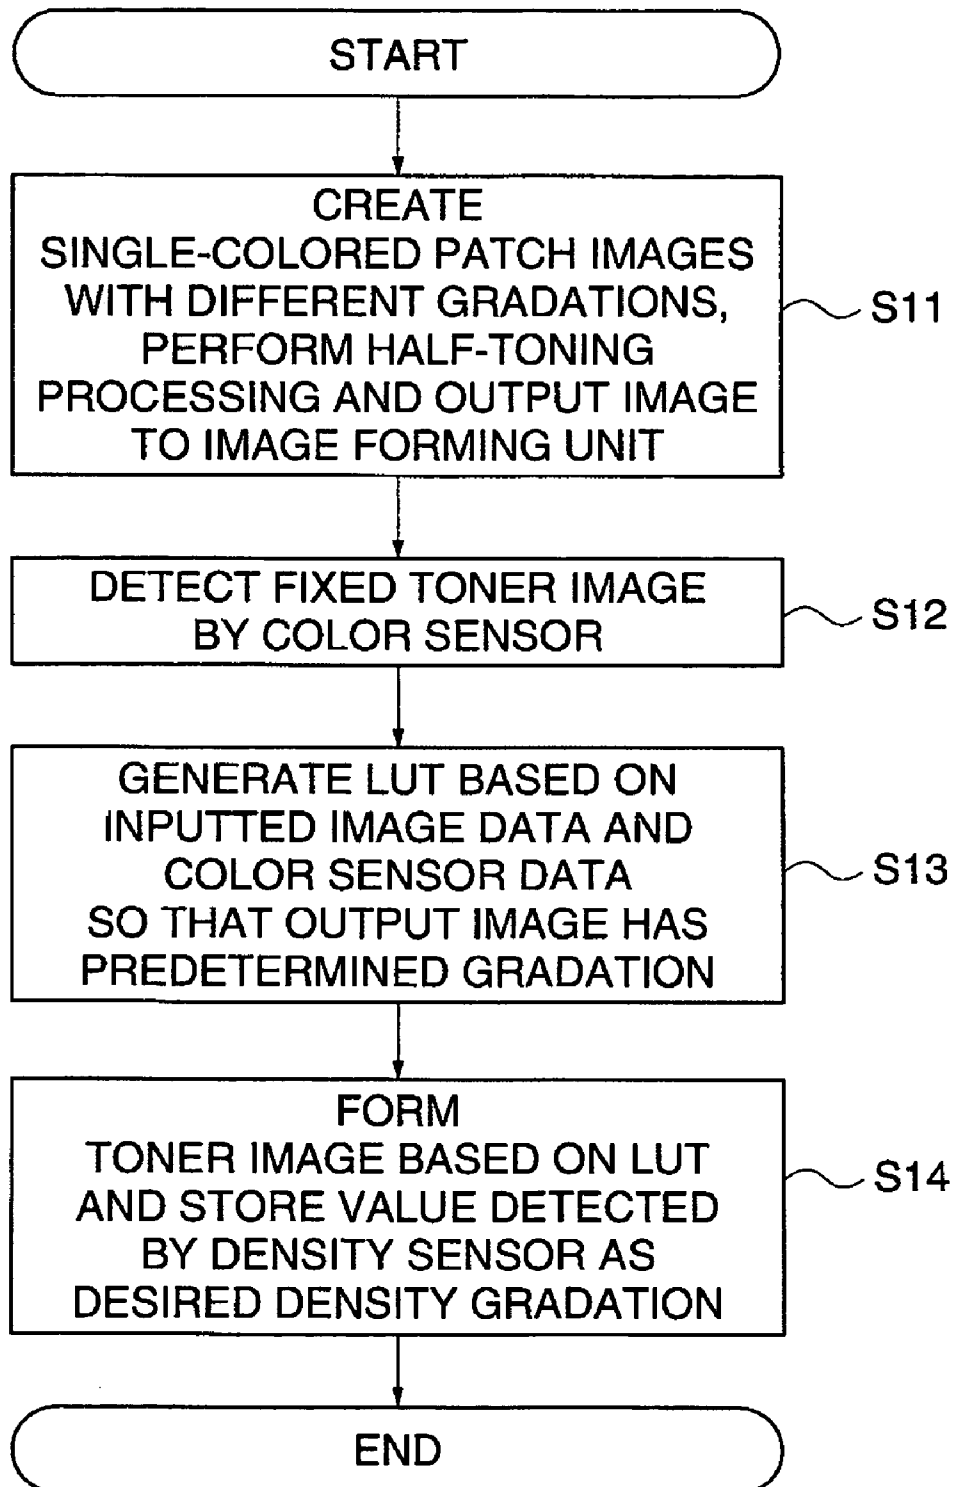 START
CREATE
SINGLE-COLORED PATCH IMAGES
WITH DIFFERENT GRADATIONS,
PERFORM HALF-TONING
PROCESSING AND OUTPUT IMAGE
TO IMAGE FORMING UNIT
S11
DETECT FIXED TONER IMAGE
BY COLOR SENSOR
S12
GENERATE LUT BASED ON
INPUTTED IMAGE DATA AND
COLOR SENSOR DATA
SO THAT OUTPUT IMAGE HAS
PREDETERMINED GRADATION
S13
FORM
TONER IMAGE BASED ON LUT
AND STORE VALUE DETECTED
BY DENSITY SENSOR AS
DESIRED DENSITY GRADATION
S14
END